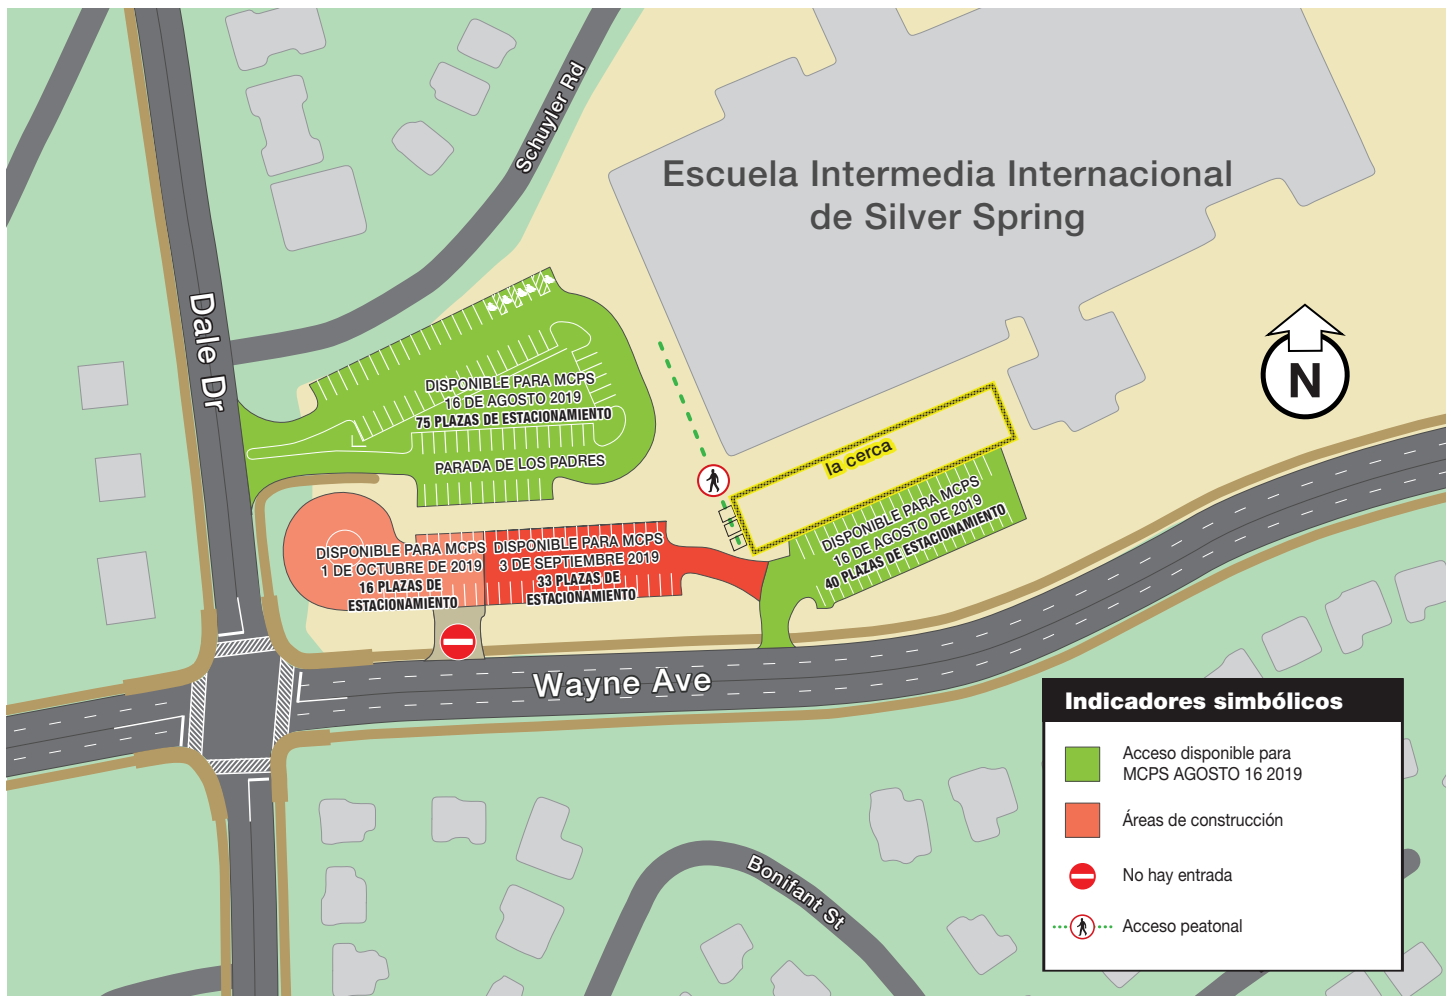 Schuyler Rd
Escuela Intermedia Internacional
de Silver Spring
Dale Dr
N
DISPONIBLE PARA MCPS
16 DE AGOSTO 2019
75 PLAZAS DE ESTACIONAMIENTO
PARADA DE LOS PADRES
la cerca
DISPONIBLE PARA MCPS
16 DE AGOSTO DE 2019
40 PLAZAS DE ESTACIONAMIENTO
DISPONIBLE PARA MCPS
1 DE OCTUBRE DE 2019
16 PLAZAS DE
ESTACIONAMIENTO
DISPONIBLE PARA MCPS
3 DE SEPTIEMBRE 2019
33 PLAZAS DE
ESTACIONAMIENTO
Wayne Ave
Bonifant St
Indicadores simbólicos
Acceso disponible para
MCPS AGOSTO 16 2019
Áreas de construcción
No hay entrada
Acceso peatonal